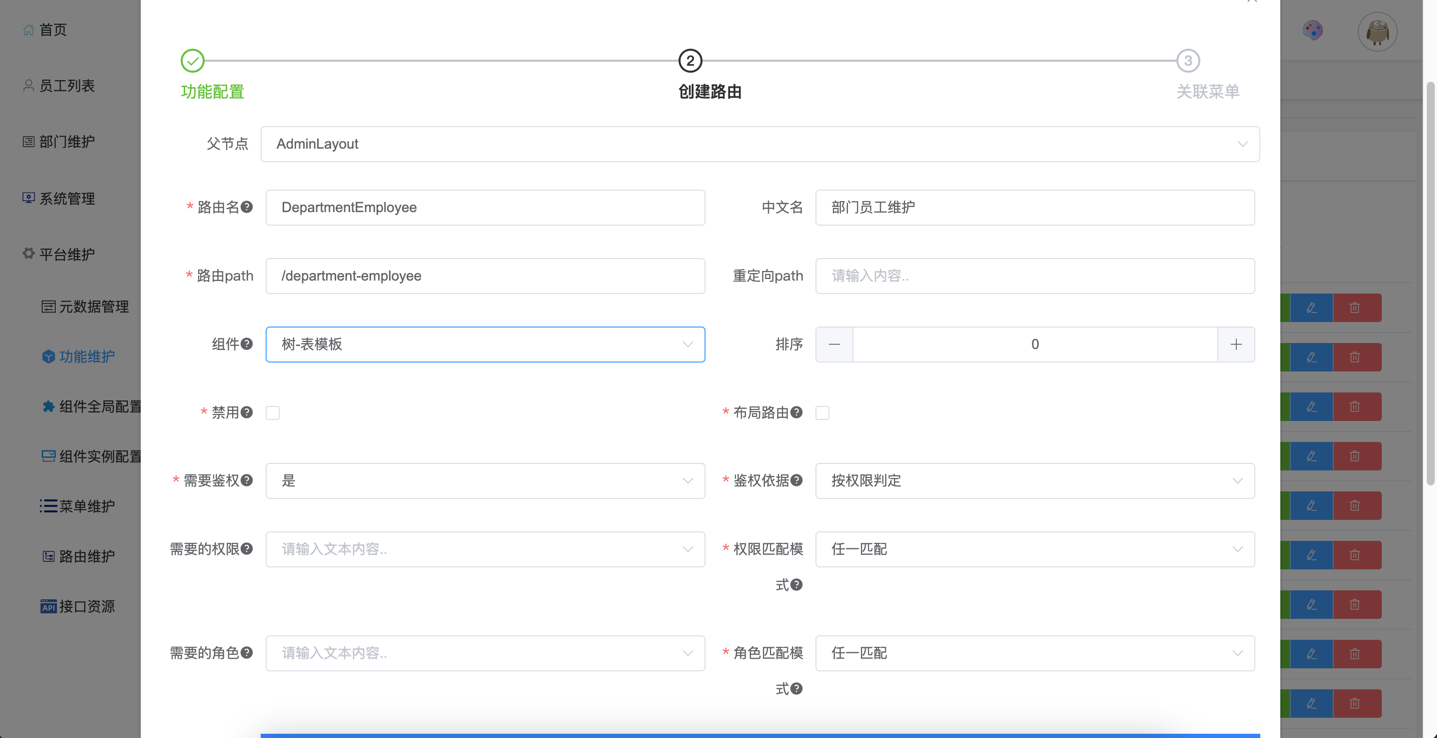 首页
员工列表
部门维护
系统管理
平台维护
元数据管理
功能维护
组件全局配置
组件实例配置
菜单维护
路由维护
API 接口资源
2 3
功能配置 创建路由 关联菜单
父节点 AdminLayout
* 路由名 DepartmentEmployee 中文名 部门员工维护
* 路由path /department-employee 重定向path 请输入内容..
组件 树-表模板 排序 0
* 禁用 * 布局路由
* 需要鉴权 是 * 鉴权依据 按权限判定
需要的权限 请输入文本内容.. * 权限匹配模 任一匹配
式
需要的角色 请输入文本内容.. * 角色匹配模 任一匹配
式